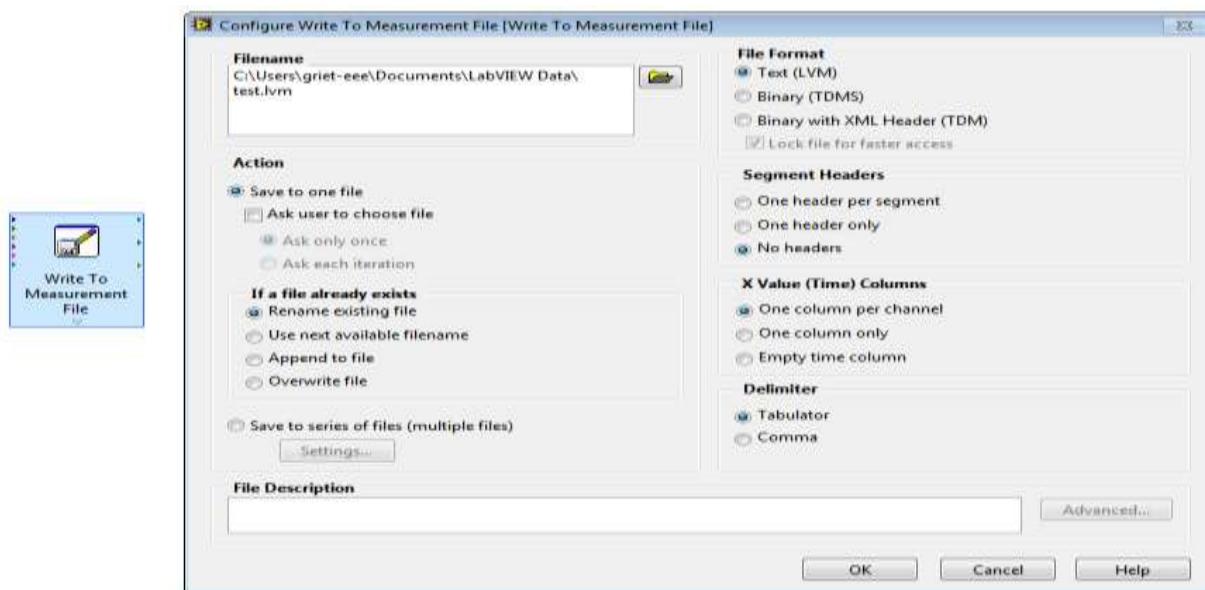 Configure Write To Measurement File [Write To Measurement File]
Filename
C:\Users\griet-eee\Documents\LabVIEW Data\
test.lvm
Action
Save to one file
Ask user to choose file
Ask only once
Ask each iteration
If a file already exists
Rename existing file
Use next available filename
Append to file
Overwrite file
Save to series of files (multiple files)
Settings...
File Format
Text (LVM)
Binary (TDMS)
Binary with XML Header (TDM)
Lock file for faster access
Segment Headers
One header per segment
One header only
No headers
X Value (Time) Columns
One column per channel
One column only
Empty time column
Delimiter
Tabulator
Comma
File Description
Advanced...
OK
Cancel
Help
Write To
Measurement
File